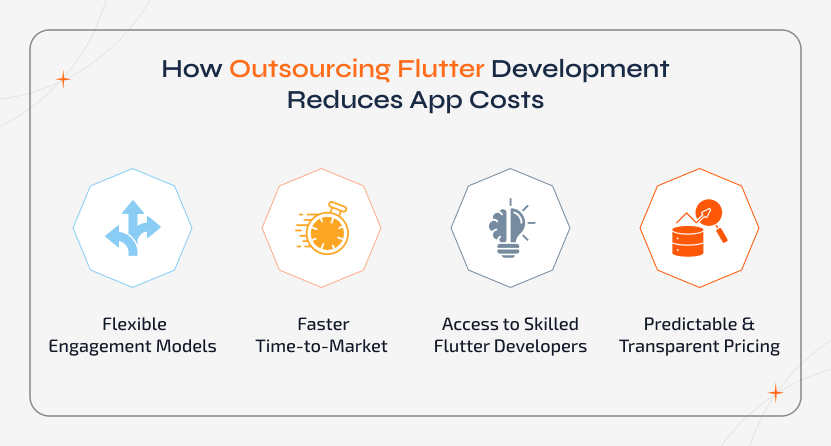 How Outsourcing Flutter Development
Reduces App Costs
Flexible
Engagement Models
Faster
Time-to-Market
Access to Skilled
Flutter Developers
Predictable &
Transparent Pricing